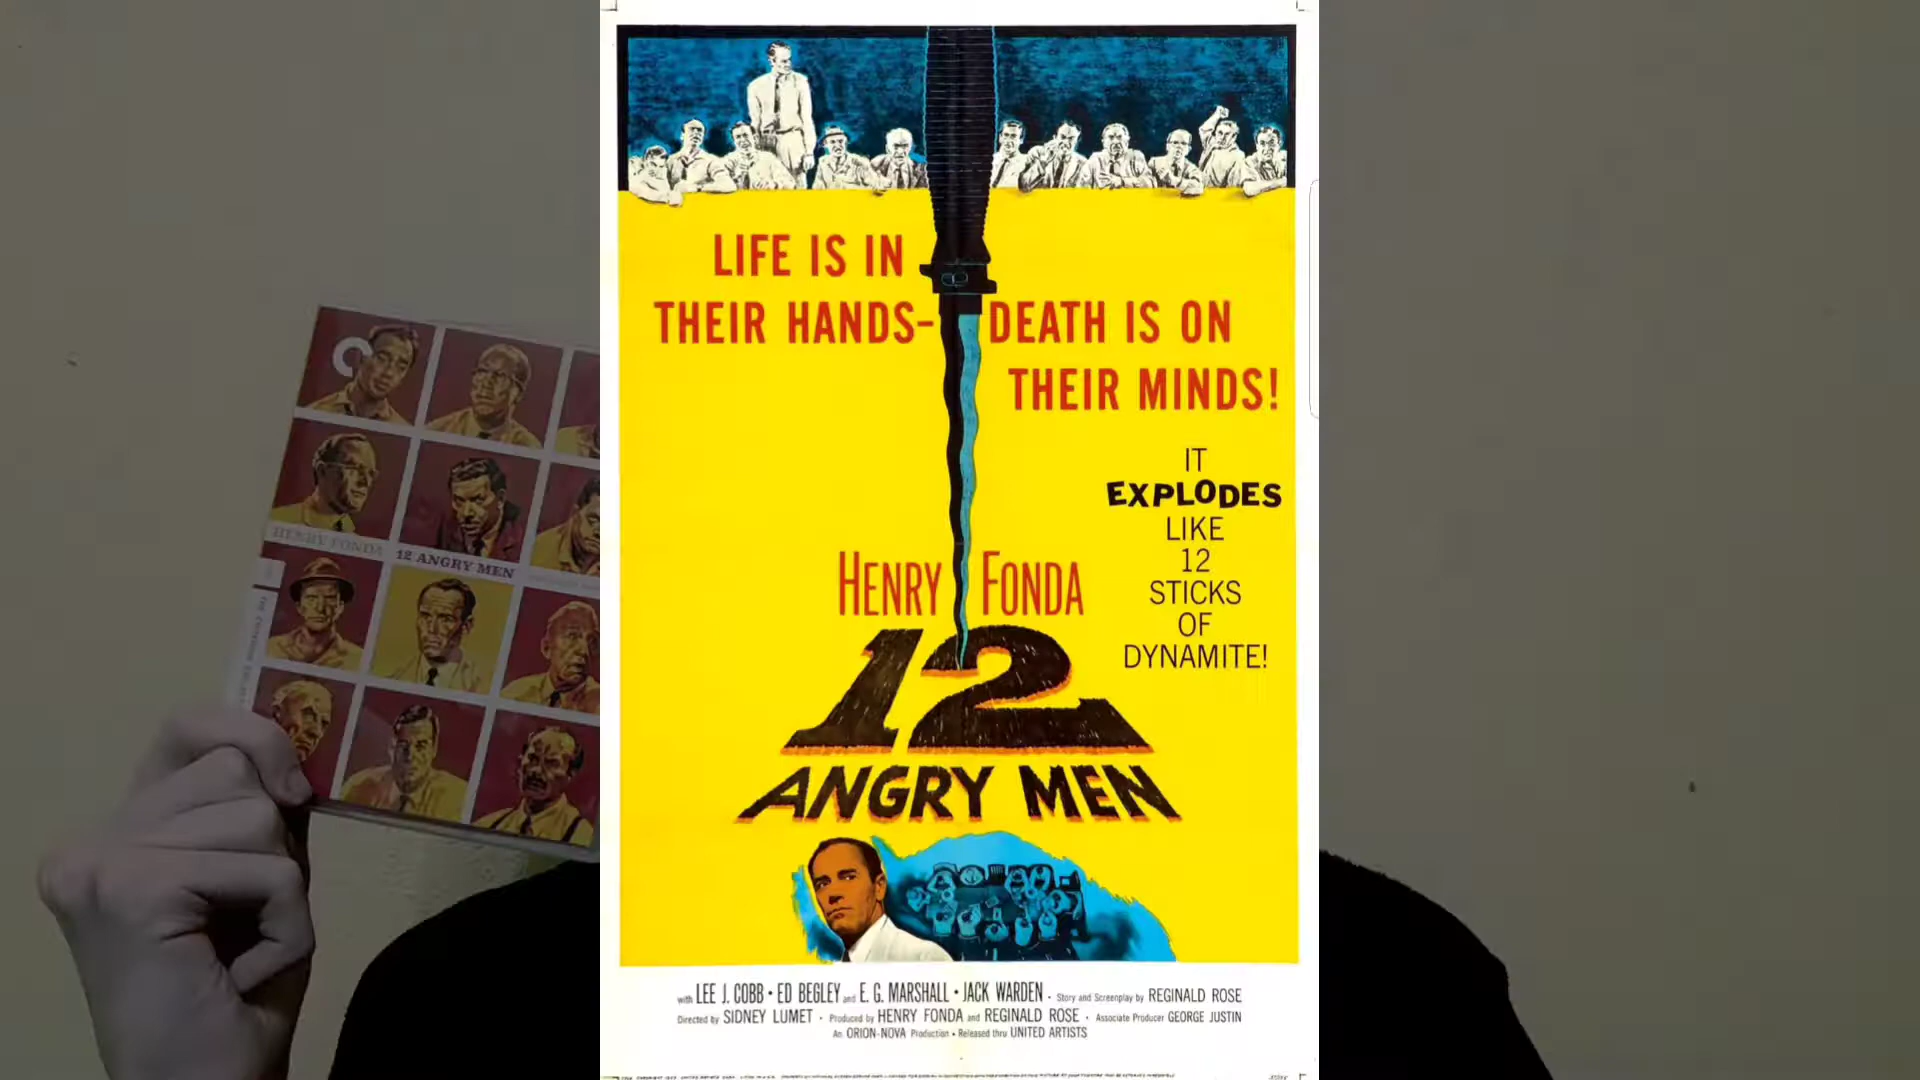 LIFE IS IN
THEIR HANDS- DEATH IS ON
THEIR MINDS!
IT
EXPLODES
LIKE
12
STICKS
OF
DYNAMITE!
HENRY FONDA
12
ANGRY MEN
with LEE J. COBB • ED BEGLEY and E. G. MARSHALL • JACK WARDEN • Story and Screenplay by REGINALD ROSE
Directed by SIDNEY LUMET • Produced by HENRY FONDA and REGINALD ROSE • Associate Producer GEORGE JUSTIN
An ORION-NOVA Production • Released thru UNITED ARTISTS
HENRY FONDA 12 ANGRY MEN